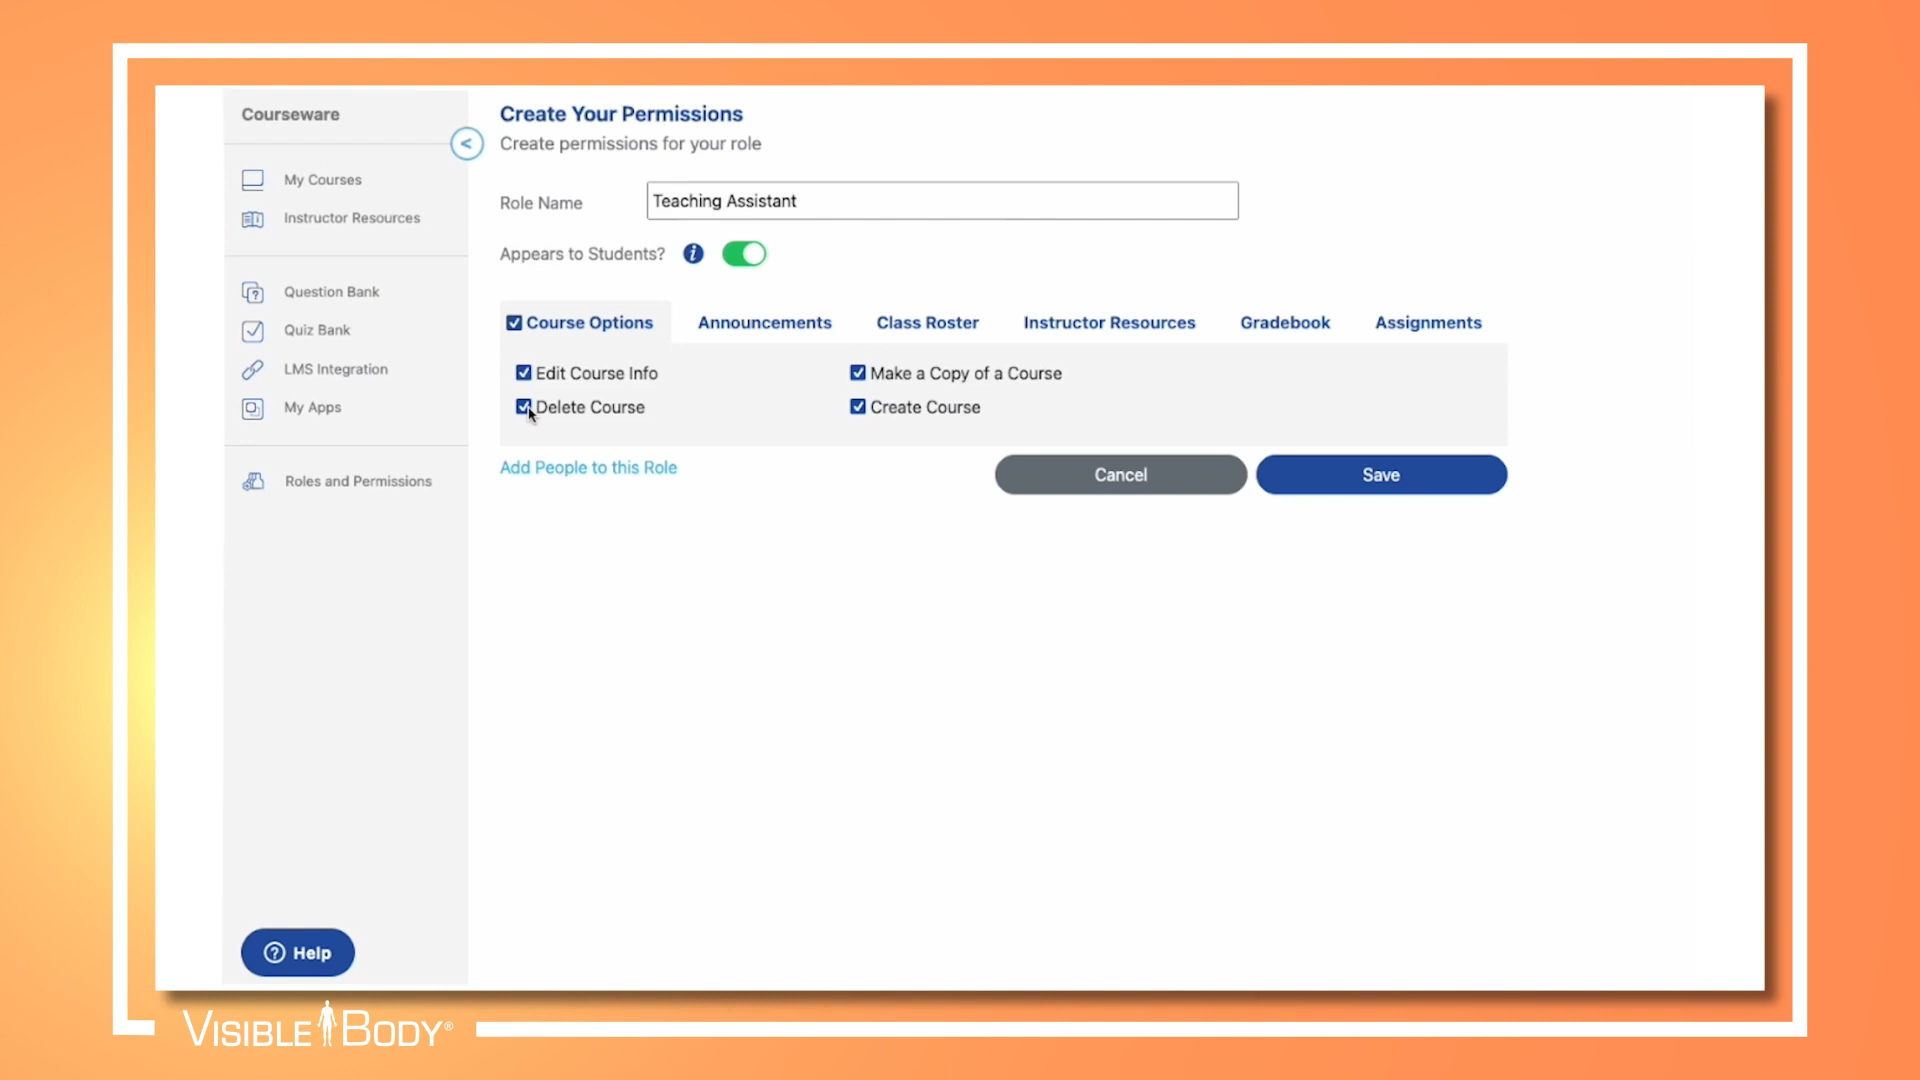 Courseware
<
My Courses
Instructor Resources
Question Bank
Quiz Bank
LMS Integration
My Apps
Roles and Permissions
? Help
Create Your Permissions
Create permissions for your role
Role Name
Teaching Assistant
Appears to Students? i
Course Options Announcements Class Roster Instructor Resources Gradebook Assignments
Edit Course Info Make a Copy of a Course
Delete Course Create Course
Add People to this Role Cancel Save
VISIBLE BODY®